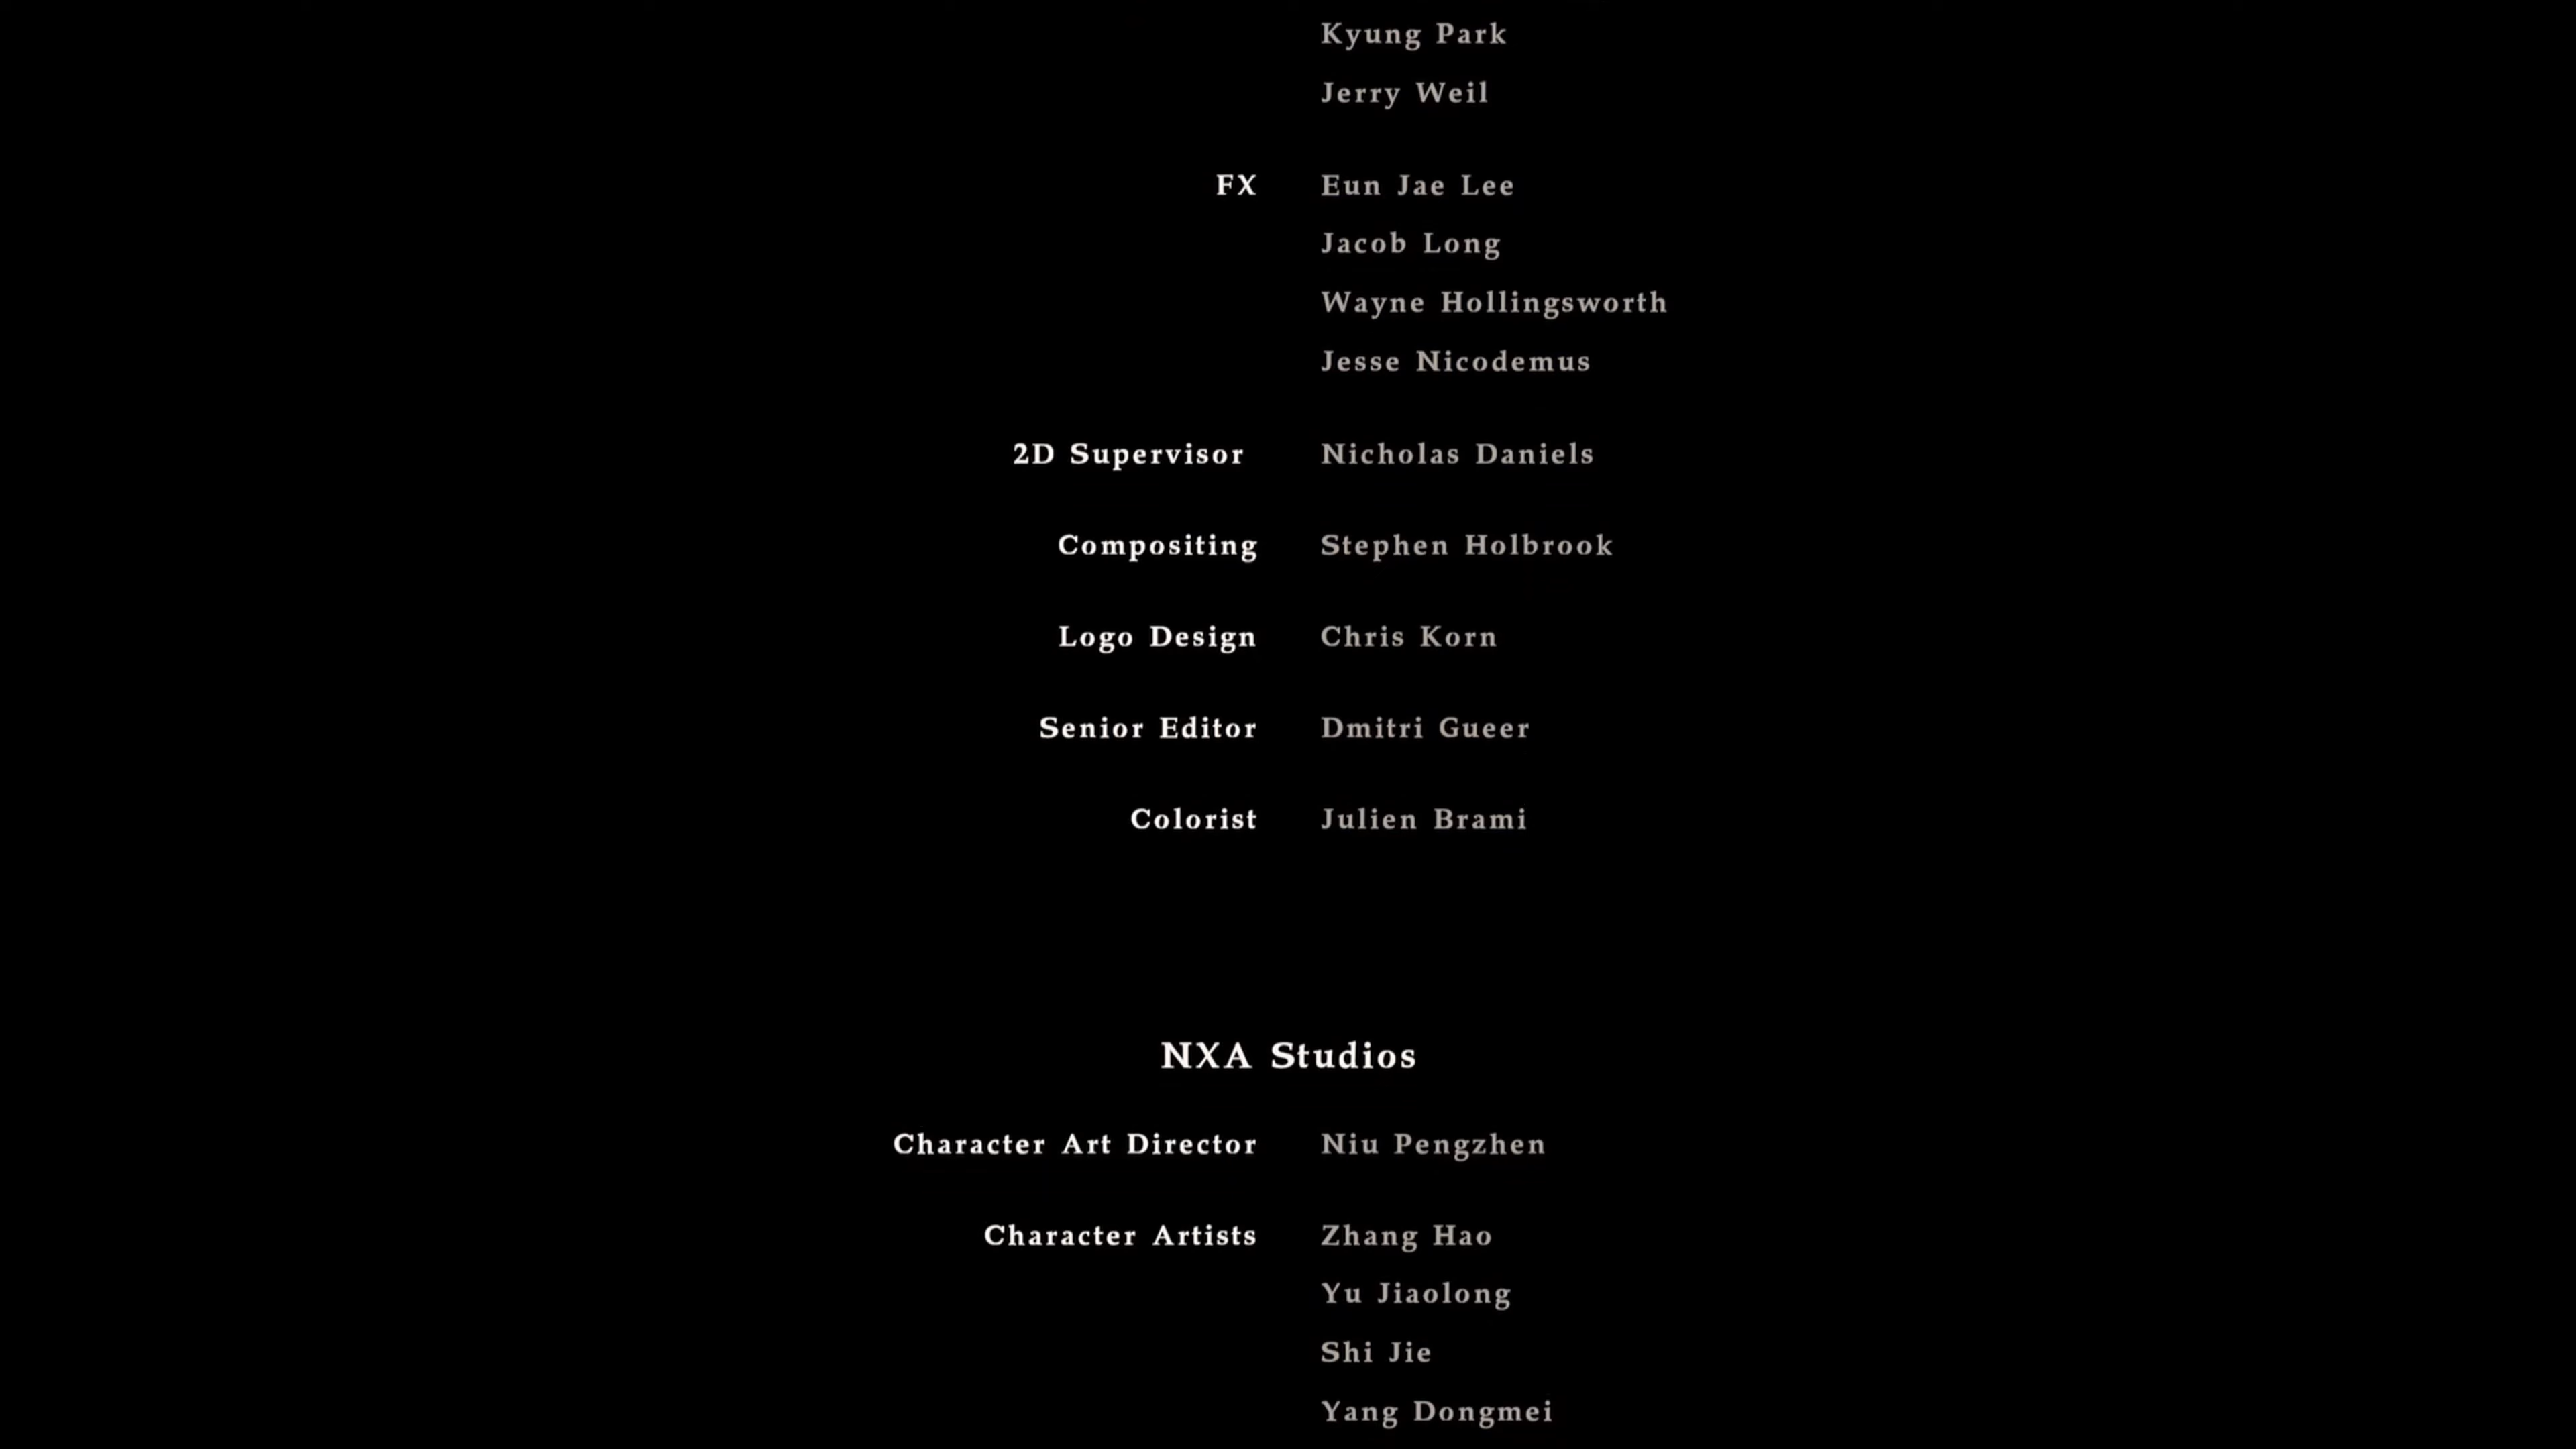 Kyung Park
Jerry Weil
FX Eun Jae Lee
Jacob Long
Wayne Hollingsworth
Jesse Nicodemus
2D Supervisor Nicholas Daniels
Compositing Stephen Holbrook
Logo Design Chris Korn
Senior Editor Dmitri Gueer
Colorist Julien Brami
NXA Studios
Character Art Director Niu Pengzhen
Character Artists Zhang Hao
Yu Jiaolong
Shi Jie
Yang Dongmei